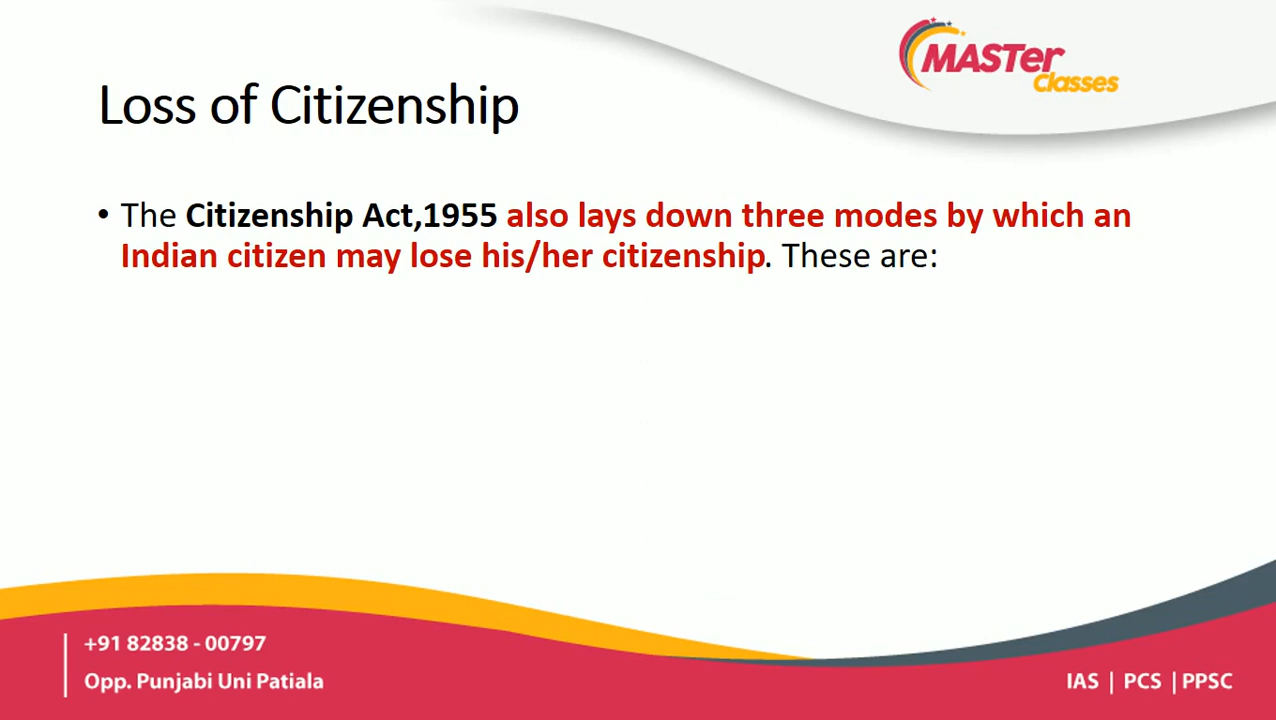 MASTer
Classes
Loss of Citizenship
• The Citizenship Act,1955 also lays down three modes by which an
Indian citizen may lose his/her citizenship. These are:
+91 82838 - 00797
Opp. Punjabi Uni Patiala
IAS | PCS | PPSC